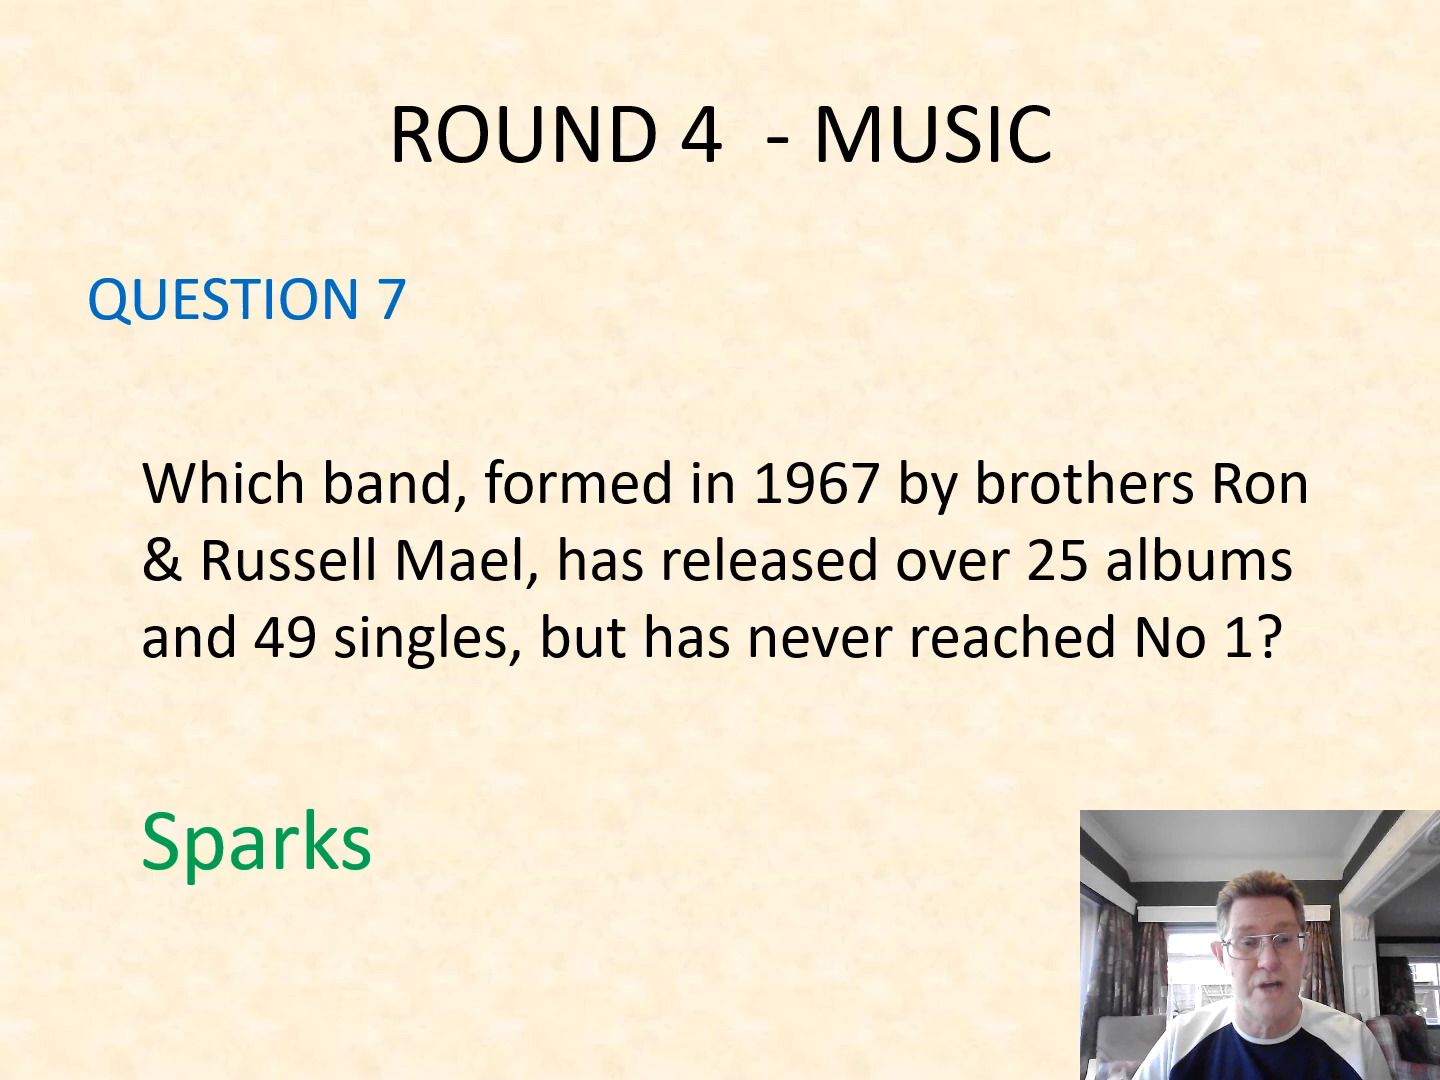 ROUND 4  - MUSIC
QUESTION 7
Which band, formed in 1967 by brothers Ron
& Russell Mael, has released over 25 albums
and 49 singles, but has never reached No 1?
Sparks